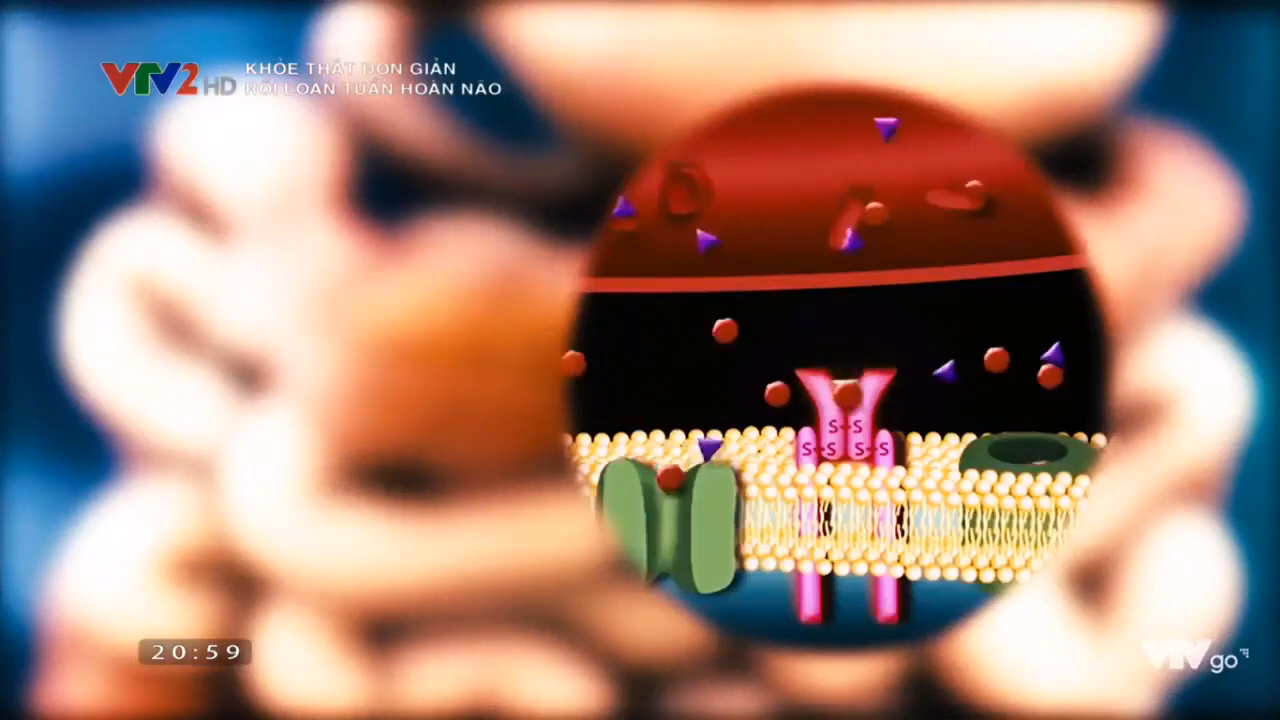 VTV2 HD
KHỎE THẬT ĐƠN GIẢN
RỐI LOẠN TUẦN HOÀN NÃO
S S
S S S S
20:59
VTV go